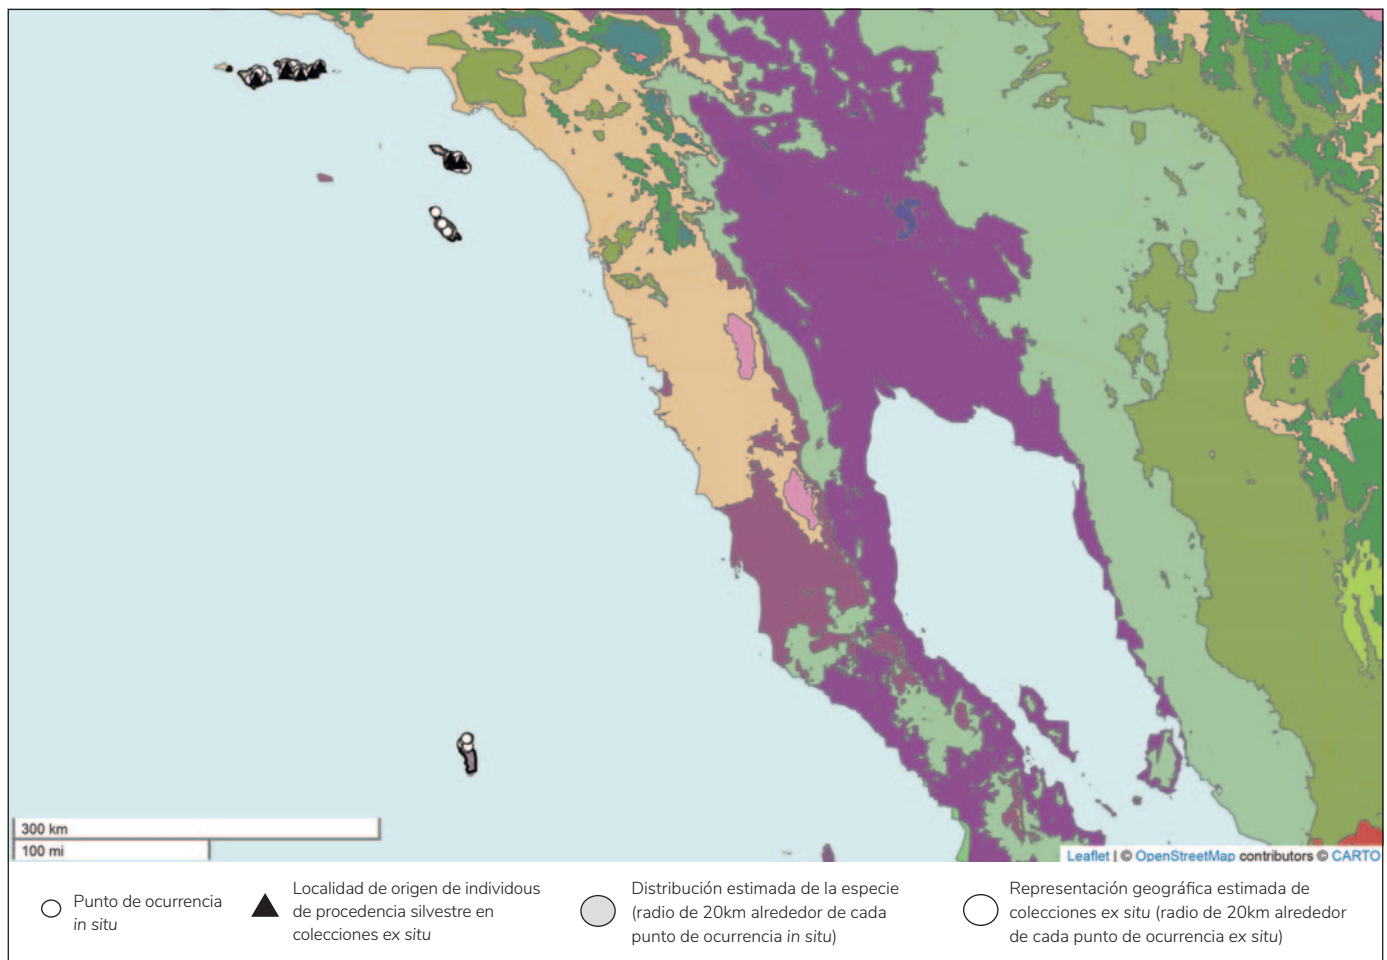 300 km
100 mi
Leaflet | © OpenStreetMap contributors © CARTO
Punto de ocurrencia
in situ
Localidad de origen de individous
de procedencia silvestre en
colecciones ex situ
Distribución estimada de la especie
(radio de 20km alrededor de cada
punto de ocurrencia in situ)
Representación geográfica estimada de
colecciones ex situ (radio de 20km alrededor
de cada punto de ocurrencia ex situ)